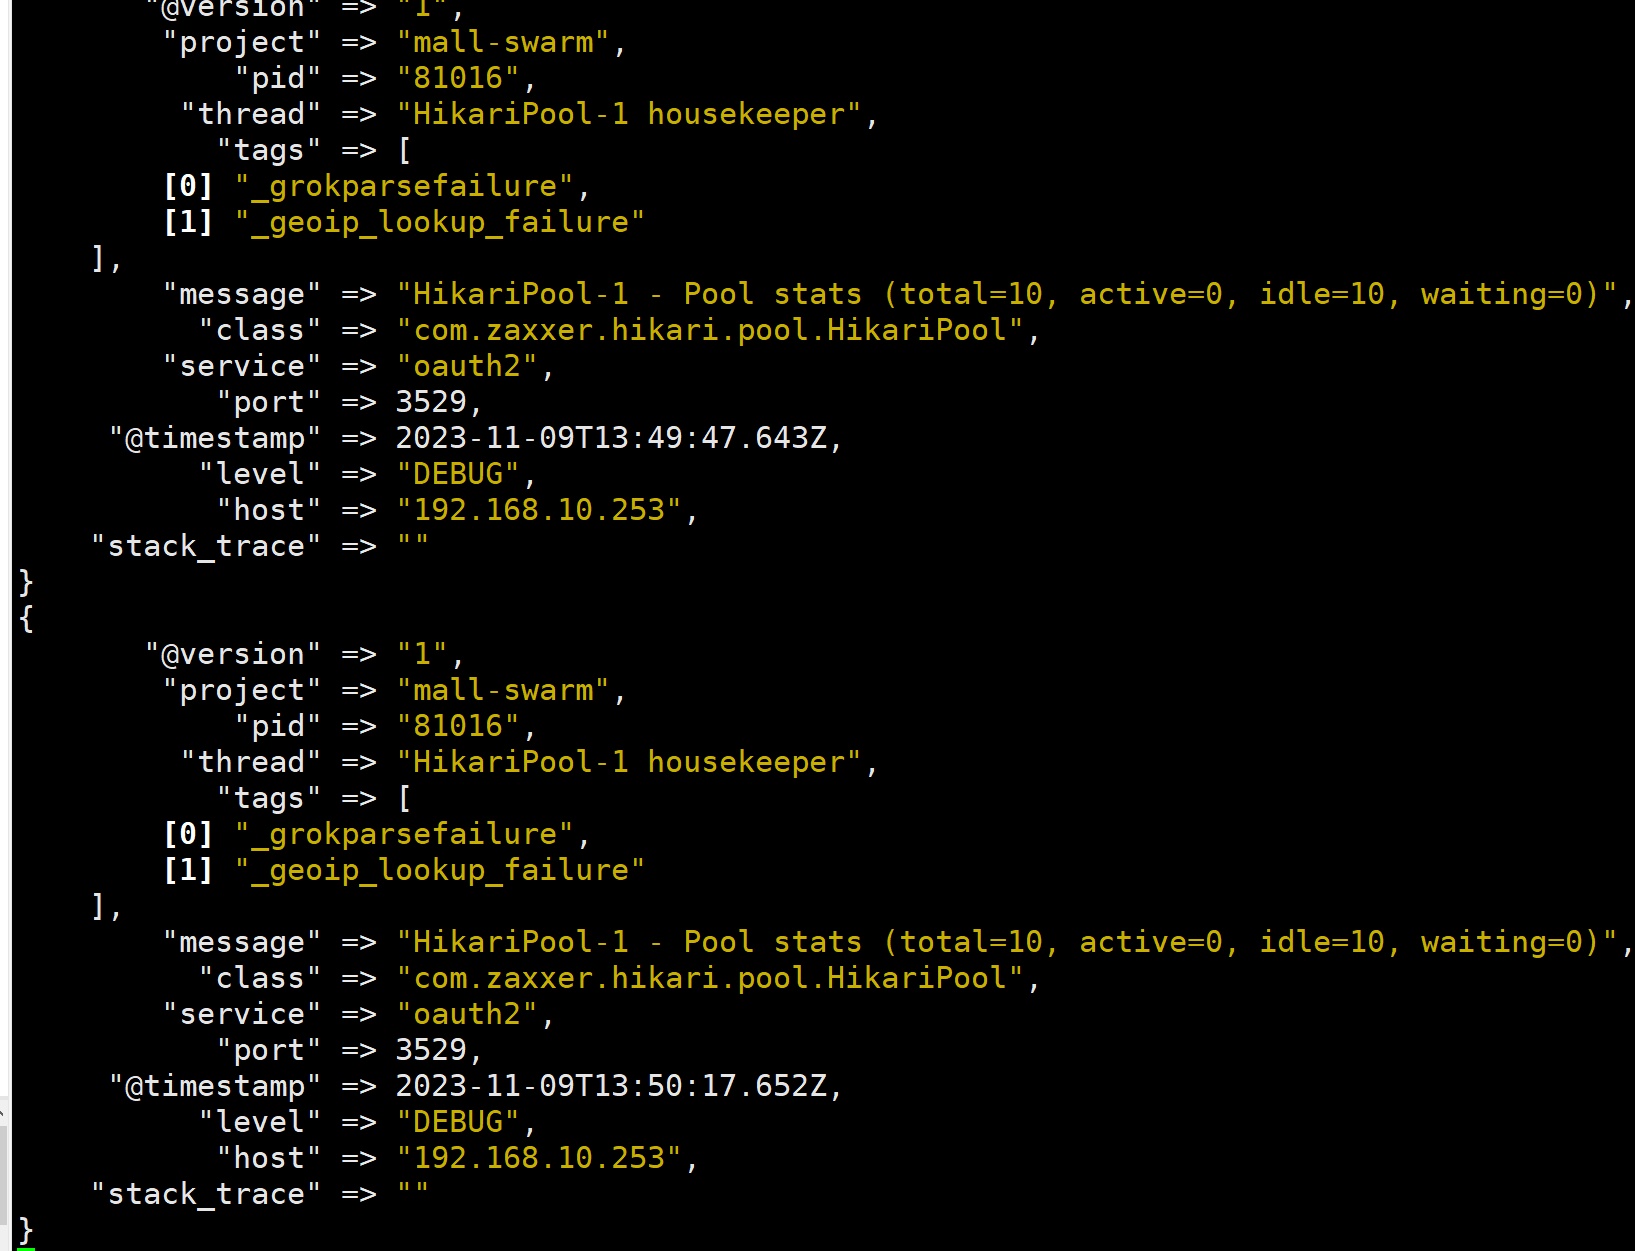 "@version" => "1",
"project" => "mall-swarm",
"pid" => "81016",
"thread" => "HikariPool-1 housekeeper",
"tags" => [
[0] "_grokparsefailure",
[1] "_geoip_lookup_failure"
],
"message" => "HikariPool-1 - Pool stats (total=10, active=0, idle=10, waiting=0)",
"class" => "com.zaxxer.hikari.pool.HikariPool",
"service" => "oauth2",
"port" => 3529,
"@timestamp" => 2023-11-09T13:49:47.643Z,
"level" => "DEBUG",
"host" => "192.168.10.253",
"stack_trace" => ""
}
{
"@version" => "1",
"project" => "mall-swarm",
"pid" => "81016",
"thread" => "HikariPool-1 housekeeper",
"tags" => [
[0] "_grokparsefailure",
[1] "_geoip_lookup_failure"
],
"message" => "HikariPool-1 - Pool stats (total=10, active=0, idle=10, waiting=0)",
"class" => "com.zaxxer.hikari.pool.HikariPool",
"service" => "oauth2",
"port" => 3529,
"@timestamp" => 2023-11-09T13:50:17.652Z,
"level" => "DEBUG",
"host" => "192.168.10.253",
"stack_trace" => ""
}